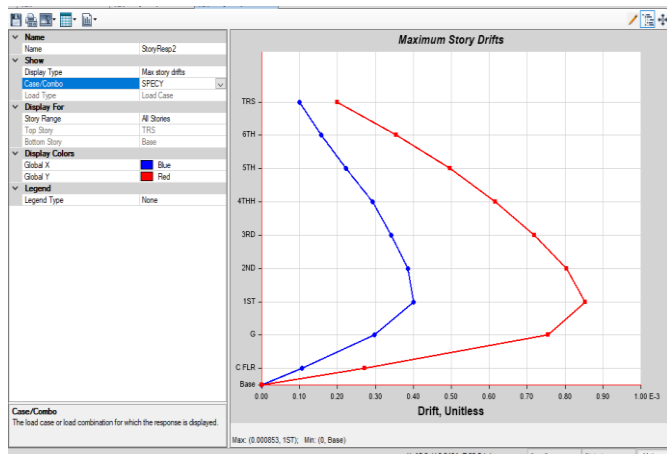 Name
Name StoryResp2
Show
Display Type Max story drifts
Case/Combo SPECY
Load Type Load Case
Display For
Story Range All Stories
Top Story TRS
Bottom Story Base
Display Colors
Global X Blue
Global Y Red
Legend
Legend Type None
Case/Combo
The load case or load combination for which the response is displayed.
Maximum Story Drifts
TRS
6TH
5TH
4THH
3RD
2ND
1ST
G
C FLR
Base
0.00 0.10 0.20 0.30 0.40 0.50 0.60 0.70 0.80 0.90 1.00 E-3
Drift, Unitless
Max: (0.000853, 1ST); Min: (0, Base)